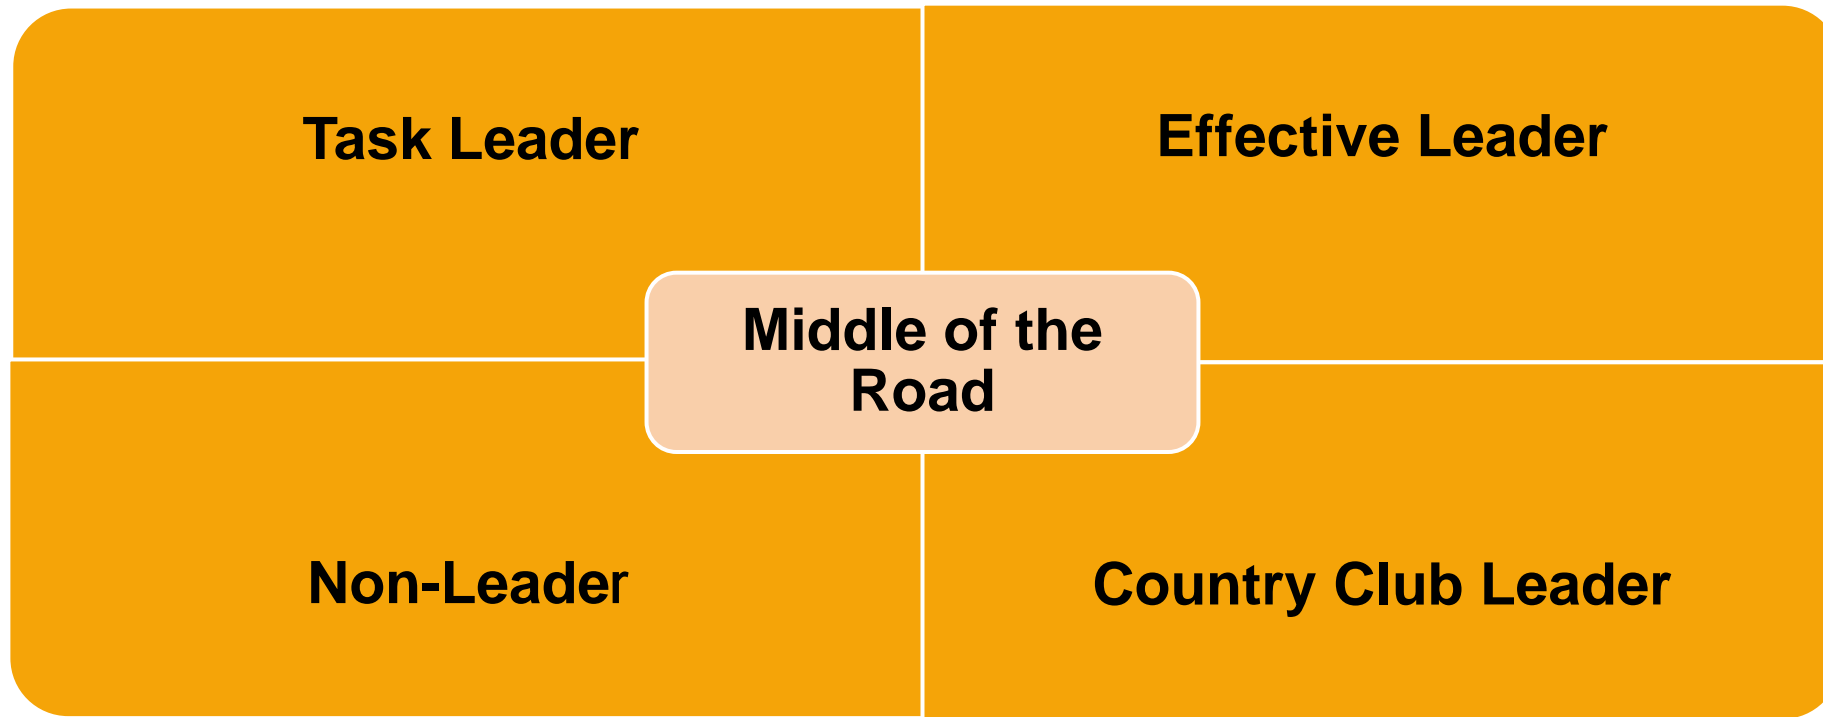 Task Leader
Effective Leader
Middle of the
Road
Non-Leader
Country Club Leader